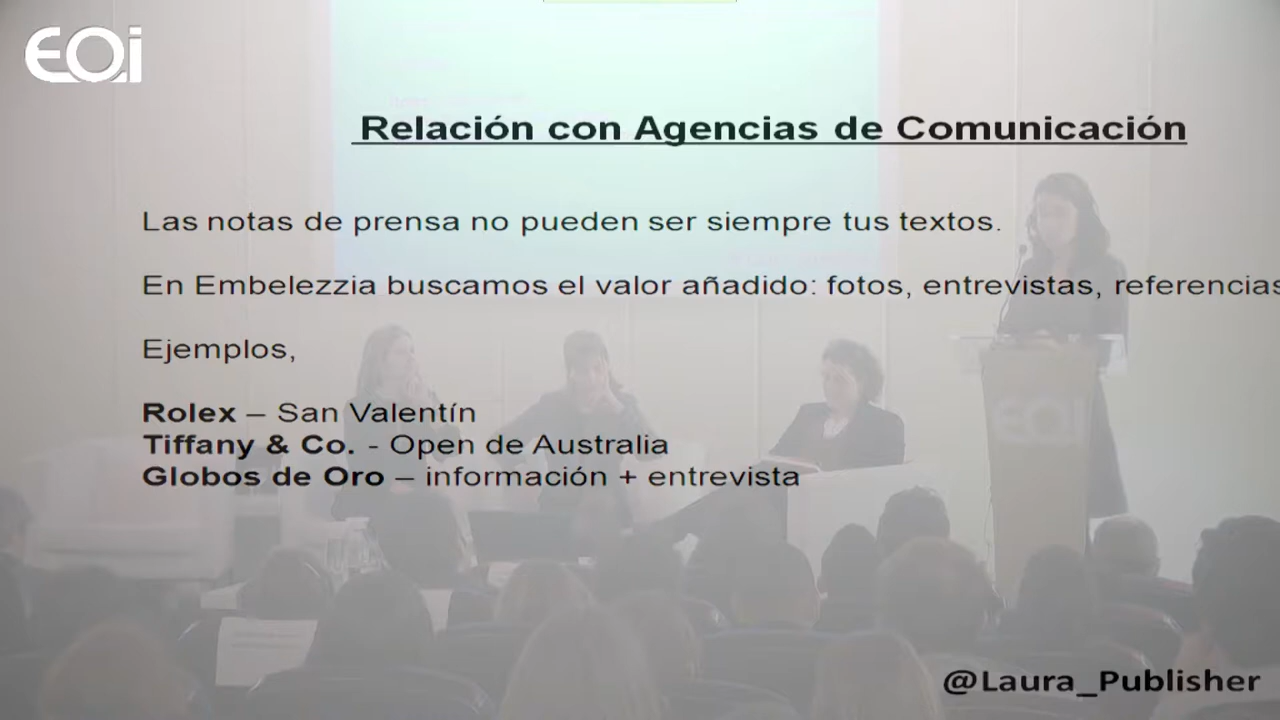 EOi
Relación con Agencias de Comunicación
Las notas de prensa no pueden ser siempre tus textos.
En Embelezzia buscamos el valor añadido: fotos, entrevistas, referencias
Ejemplos,
Rolex – San Valentín
Tiffany & Co. - Open de Australia
Globos de Oro – información + entrevista
EOi
@Laura_Publisher